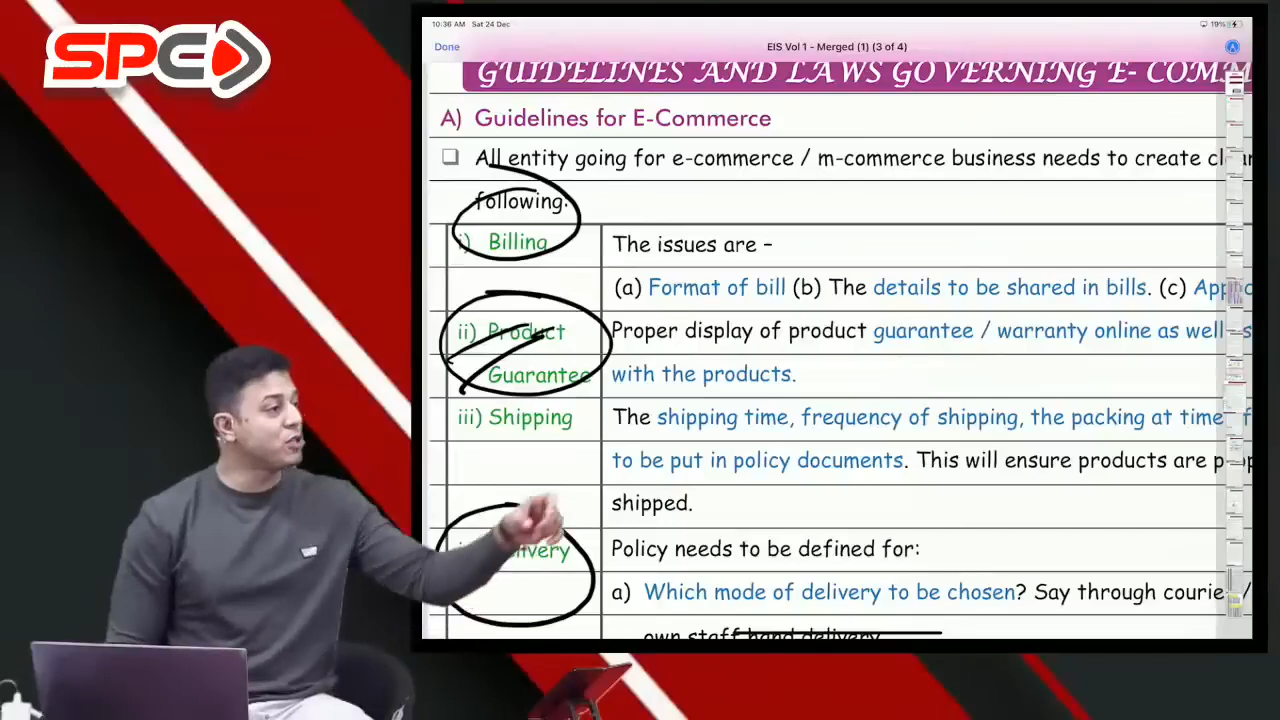 SPC
10:36 AM Sat 24 Dec
19%
Done
EIS Vol 1 - Merged (1) (3 of 4)
GUIDELINES AND LAWS GOVERNING E- COMM
A) Guidelines for E-Commerce
All entity going for e-commerce / m-commerce business needs to create
following:
i) Billing
The issues are –
(a) Format of bill (b) The details to be shared in bills. (c)
ii) Product
Guarantee
Proper display of product guarantee / warranty online as well
with the products.
iii) Shipping
The shipping time, frequency of shipping, the packing at time
to be put in policy documents. This will ensure products are
shipped.
Policy needs to be defined for:
a) Which mode of delivery to be chosen? Say through /
own staff hand delivery